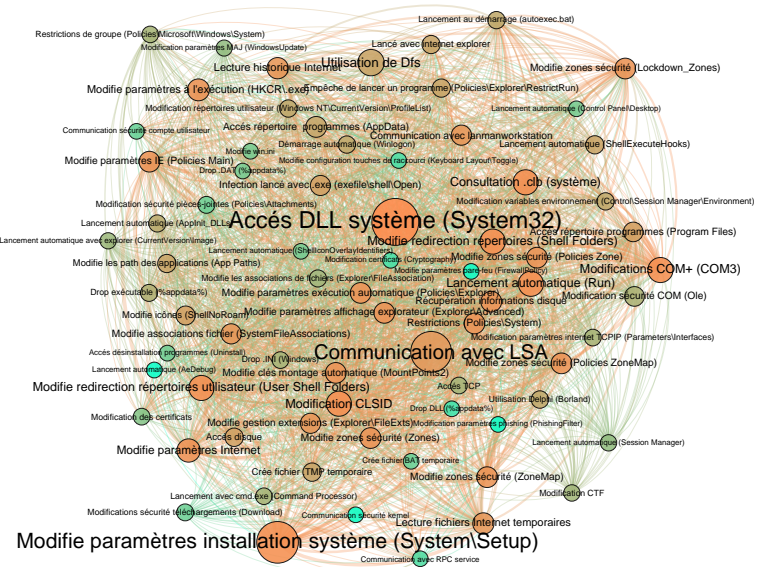 Lancement au démarrage (autoexec.bat)
Restrictions de groupe (Policies\Microsoft\Windows\System)
Lancé avec internet explorer
Modification paramètres MAJ (WindowsUpdate)
Utilisation de Dfs
Lecture historique Internet
Modifie zones sécurité (Lockdown_Zones)
Modifie paramètres à l'exécution (HKCR\.exe)
Empêche de lancer un programme (Policies\Explorer\RestrictRun)
Modification répertoires utilisateur (Windows NT\CurrentVersion\ProfileList)
Lancement automatique (Control Panel\Desktop)
Communication sécurité compte utilisateur
Accés répertoire programmes (AppData)
Communication avec lanmanworkstation
Démarrage automatique (Winlogon)
Lancement automatique (ShellExecuteHooks)
Modifie win.ini
Modifie paramètres IE (Policies Main)
Modifie configuration touches de raccourci (Keyboard Layout\Toggle)
Drop .DAT (%appdata%)
Infection lancé avec .exe (exefile\shell\Open)
Consultation .clb (système)
Modification sécurité pièces-jointes (Policies\Attachments)
Modification variables environnement (Control\Session Manager\Environment)
Lancement automatique (AppInit_DLLs)
Accés DLL système (System32)
Accés répertoire programmes (Program Files)
Lancement automatique avec explorer (CurrentVersion\Image)
Modifie redirection répertoires (Shell Folders)
Lancement automatique (ShellIconOverlayIdentifiers)
Modifie les path des applications (App Paths)
Modification certificats (Cryptography)
Modifie zones sécurité (Policies Zone)
Modifications COM+ (COM3)
Modifie paramètres pare-feu (FirewallPolicy)
Modifie les associations de fichiers (Explorer\FileAssociation)
Lancement automatique (Run)
Drop exécutable (%appdata%)
Modifie paramètres exécution automatique (Policies\Explorer)
Modification sécurité COM (Ole)
Récuperation informations disque
Modifie icônes (ShellNoRoam)
Modifie paramètres affichage explorateur (Explorer\Advanced)
Restrictions (Policies\System)
Modifie associations fichier (SystemFileAssociations)
Modification paramètres internet TCPIP (Parameters\Interfaces)
Accés désinstallation programmes (Uninstall)
Communication avec LSA
Drop .INI (Windows)
Modifie zones sécurité (Policies ZoneMap)
Lancement automatique (AeDebug)
Modifie clés montage automatique (MountPoints2)
Modifie redirection répertoires utilisateur (User Shell Folders)
Accés TCP
Utilisation Delphi (Borland)
Modification CLSID
Drop DLL (%appdata%)
Modification des certificats
Modifie gestion extensions (Explorer\FileExts)
Modification paramètres phishing (PhishingFilter)
Accés disque
Modifie zones sécurité (Zones)
Lancement automatique (Session Manager)
Modifie paramètres Internet
Crée fichier BAT temporaire
Crée fichier .TMP temporaire
Modifie zones sécurité (ZoneMap)
Lancement avec cmd.exe (Command Processor)
Modification CTF
Modifications sécurité téléchargements (Download)
Communication sécurité kernel
Lecture fichiers Internet temporaires
Modifie paramètres installation système (System\Setup)
Communication avec RPC service